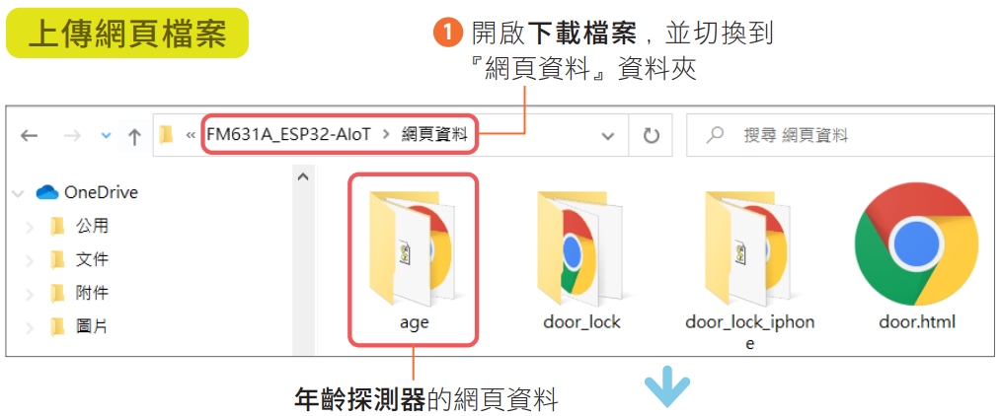 上傳網頁檔案
1 開啟下載檔案，並切換到
『網頁資料』資料夾
« FM631A_ESP32-AIoT > 網頁資料
搜尋 網頁資料
OneDrive
公用
文件
附件
圖片
age
door_lock
door_lock_iphon
e
door.html
年齡探測器的網頁資料